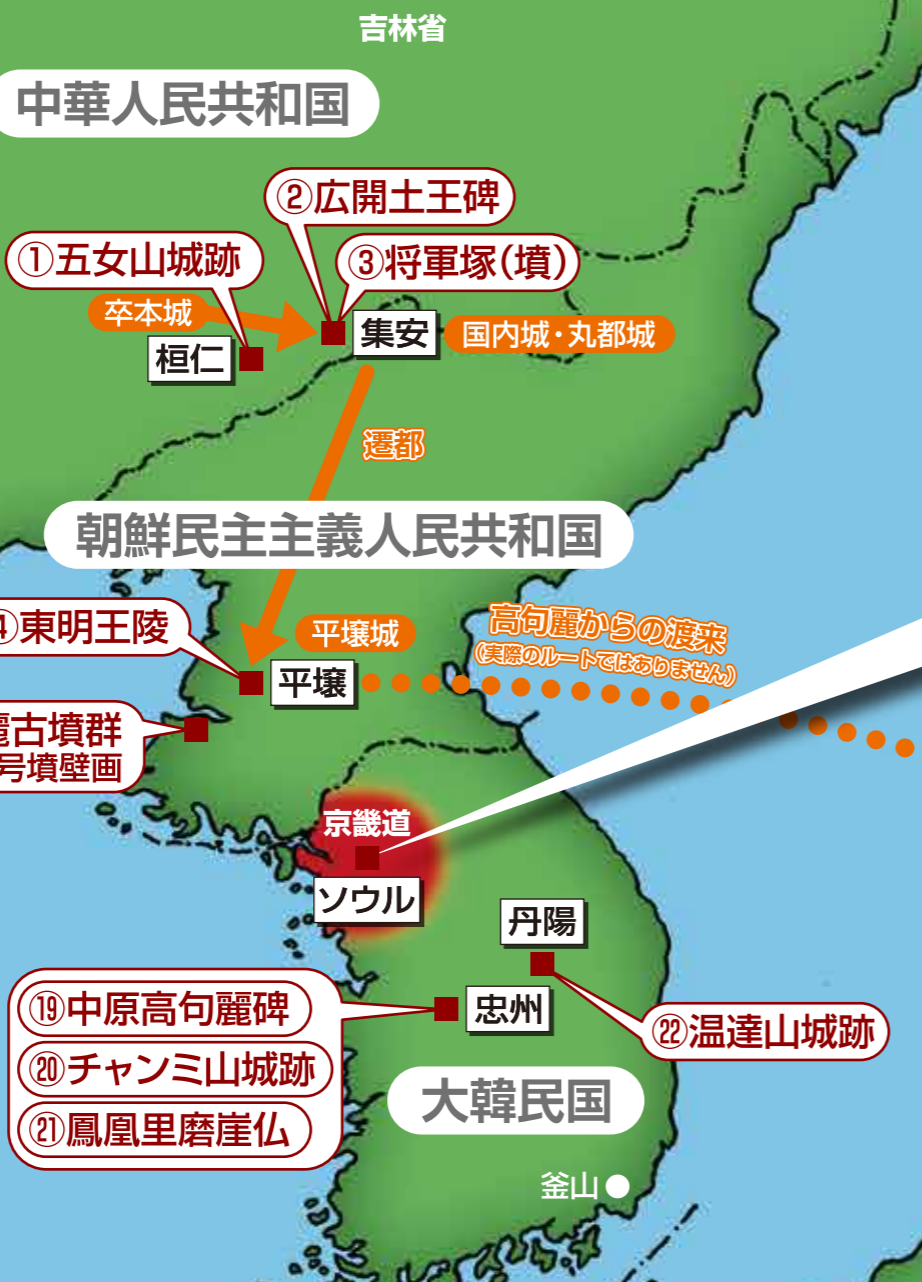 吉林省
中華人民共和国
②広開土王碑
①五女山城跡
③将軍塚(墳)
卒本城
集安
国内城・丸都城
桓仁
遷都
朝鮮民主主義人民共和国
東明王陵
平壌城
高句麗からの渡来
(実際のルートではありません)
平壌
古墳群
号墳壁画
京畿道
ソウル
丹陽
⑲中原高句麗碑
忠州
⑳チャンミ山城跡
㉒温達山城跡
㉑鳳凰里磨崖仏
大韓民国
釜山